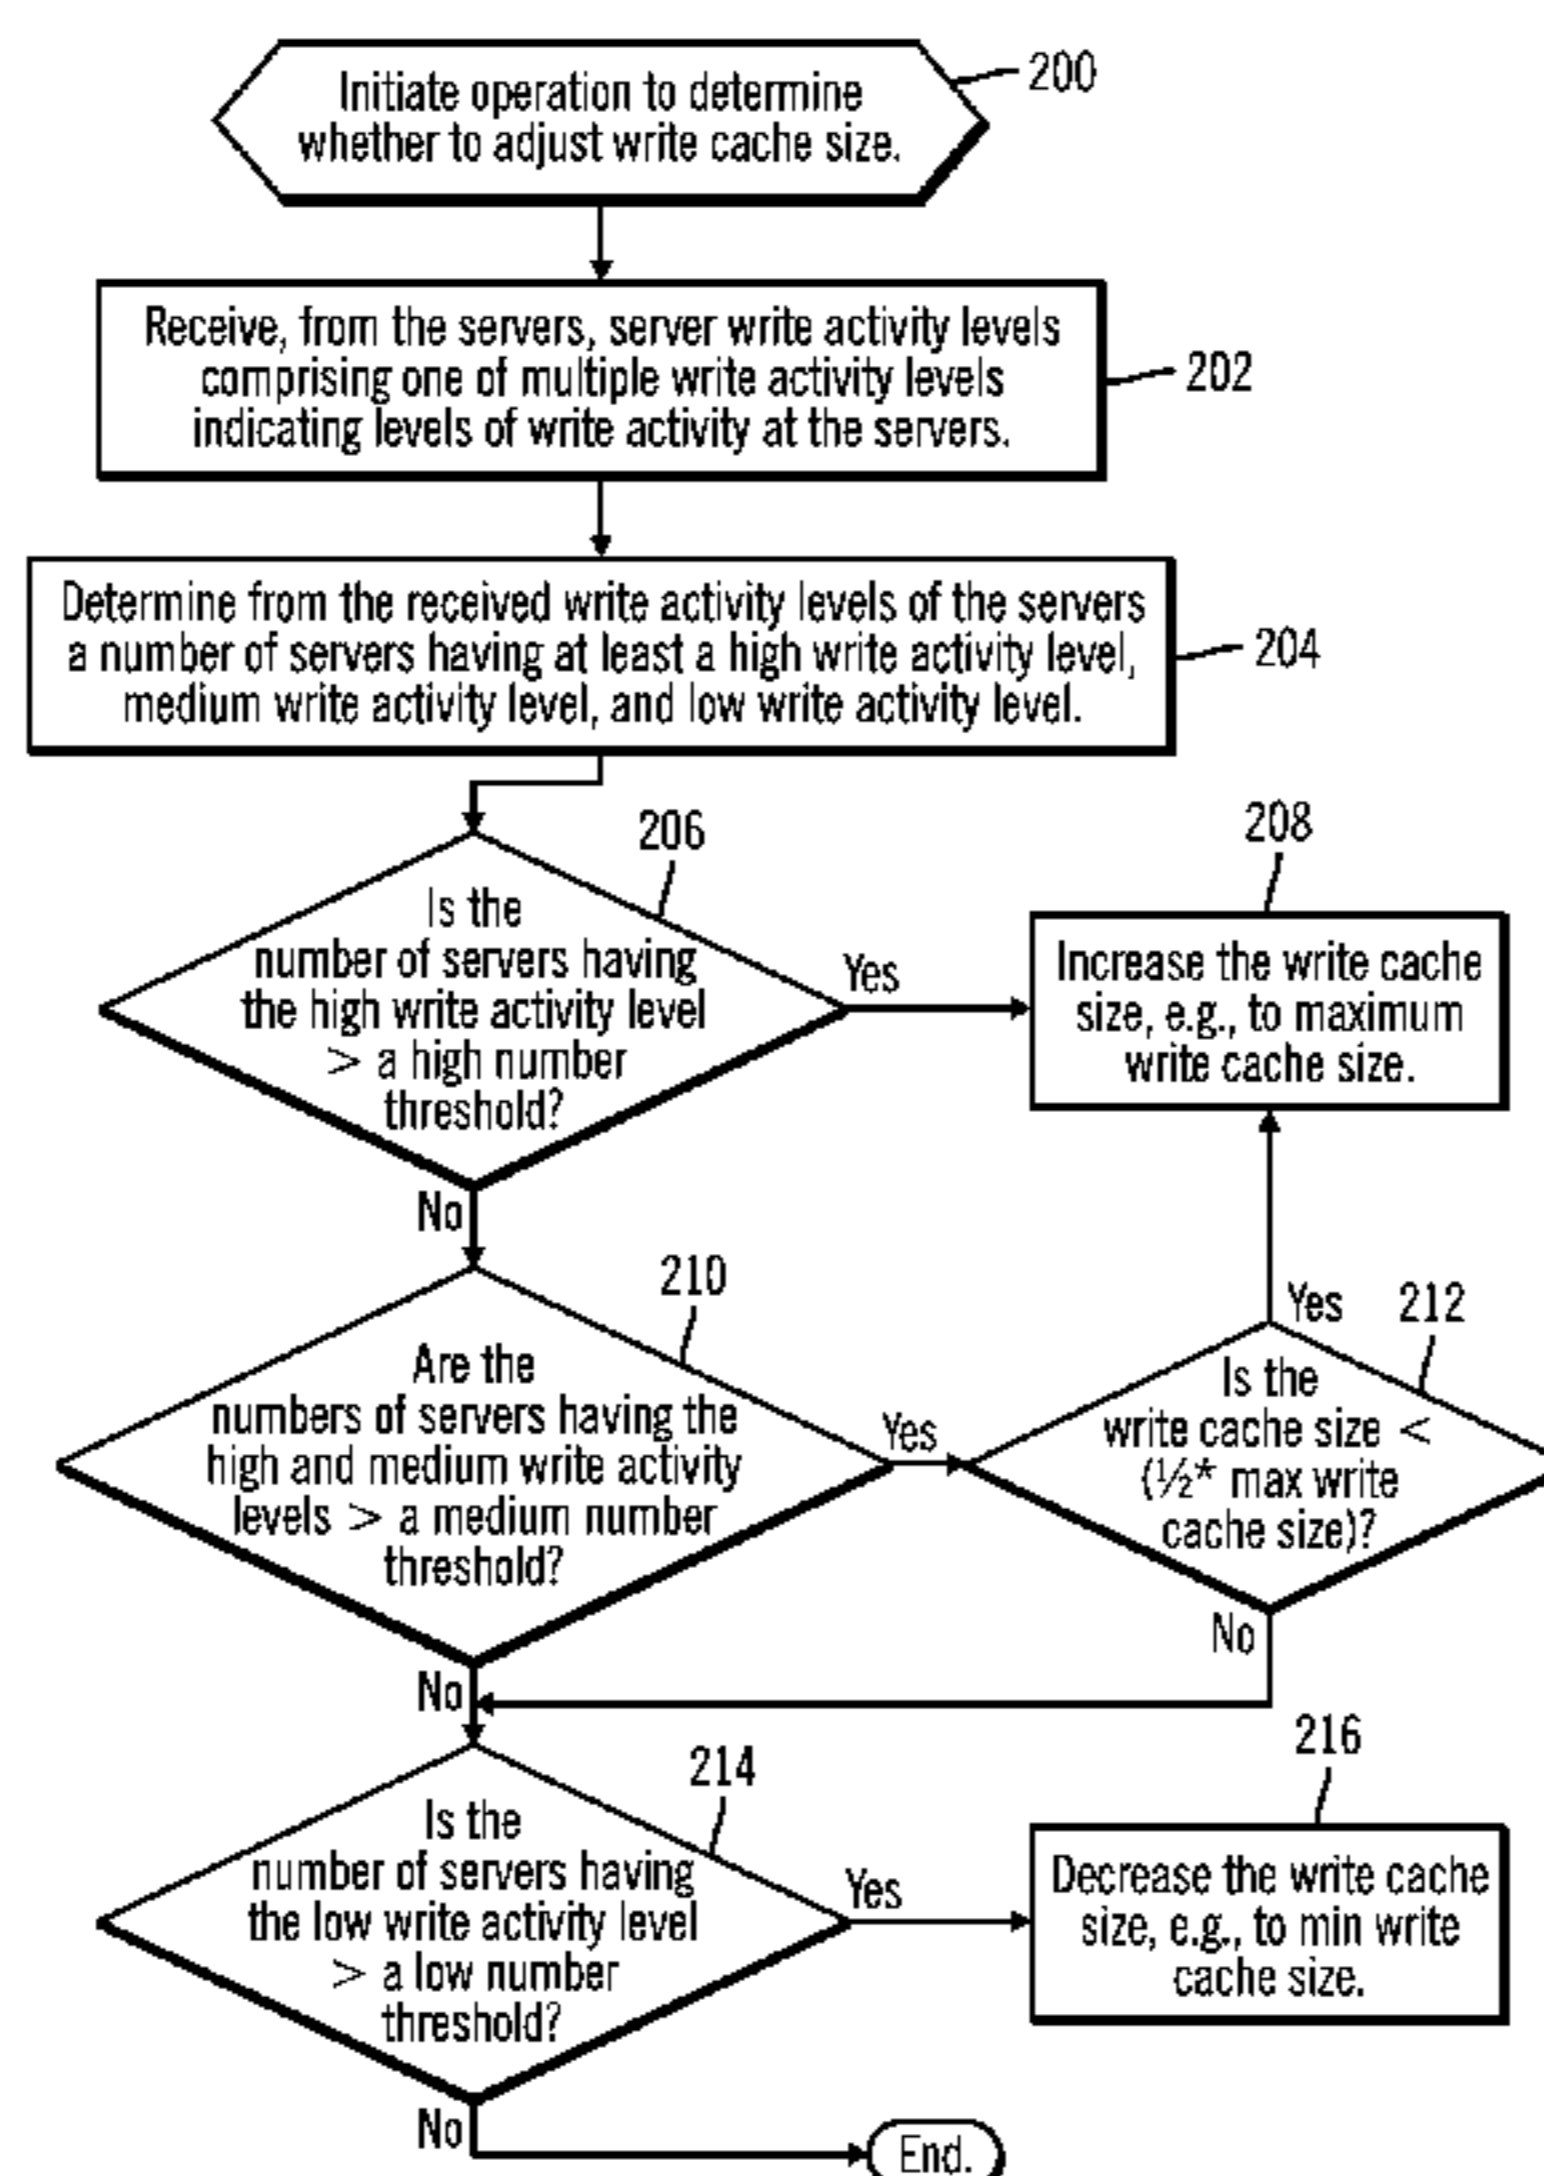 Initiate operation to determine
whether to adjust write cache size.
200
Receive, from the servers, server write activity levels
comprising one of multiple write activity levels
indicating levels of write activity at the servers.
202
Determine from the received write activity levels of the servers
a number of servers having at least a high write activity level,
medium write activity level, and low write activity level.
204
206
Is the
number of servers having
the high write activity level
> a high number
threshold?
Yes
No
208
Increase the write cache
size, e.g., to maximum
write cache size.
210
Are the
numbers of servers having the
high and medium write activity
levels > a medium number
threshold?
Yes
No
212
Yes
Is the
write cache size <
(½* max write
cache size)?
No
214
Is the
number of servers having
the low write activity level
> a low number
threshold?
Yes
No
216
Decrease the write cache
size, e.g., to min write
cache size.
End.